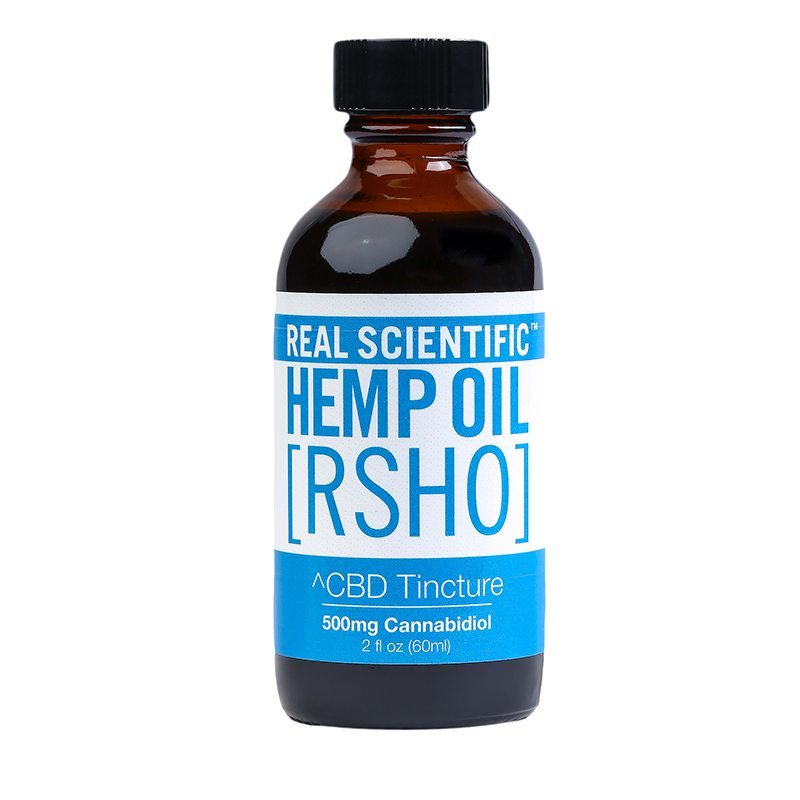 REAL SCIENTIFIC™
HEMP OIL
[RSHO]
^CBD Tincture
500mg Cannabidiol
2 fl oz (60ml)